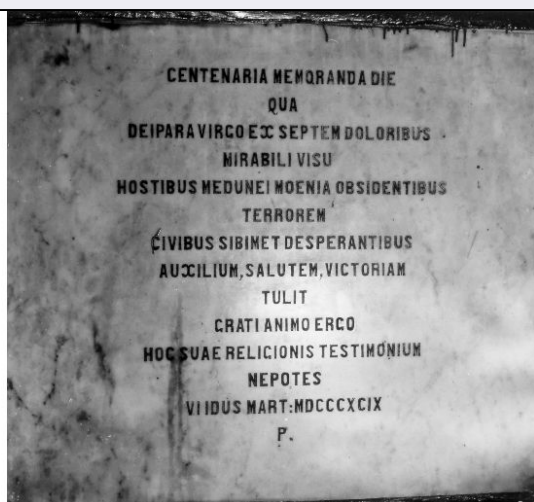 CENTENARIA MEMORANDA DIE
QUA
DEIPARA VIRGO EX SEPTEM DOLORIBUS
MIRABILI VISU
HOSTIBUS MEDUNEI MOENIA OBSIDENTIBUS
TERROREM
CIVIBUS SIBIMET DESPERANTIBUS
AUXILIUM, SALUTEM, VICTORIAM
TULIT
GRATI ANIMO ERGO
HOC SUAE RELIGIONIS TESTIMONIUM
NEPOTES
VI IDUS MART: MDCCCXCIX
P.